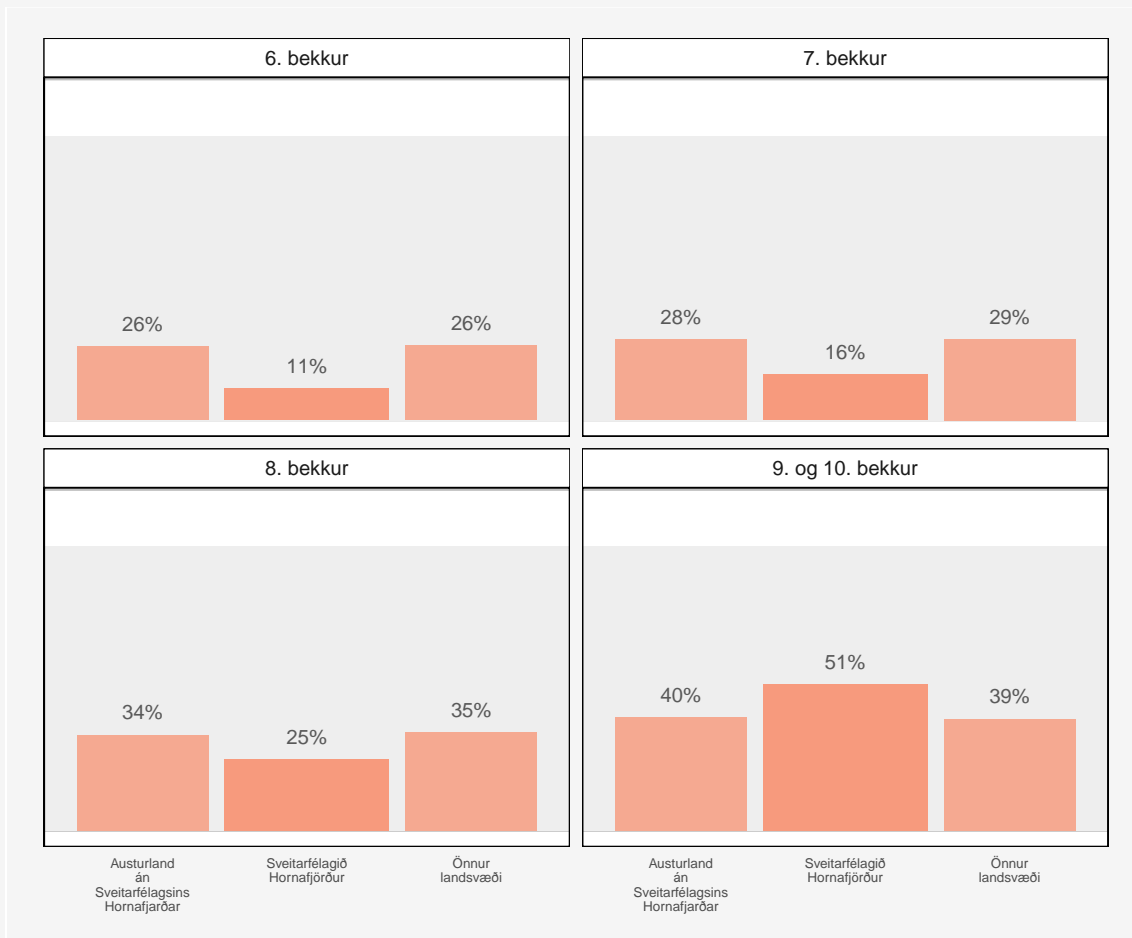 6. bekkur
7. bekkur
26%
11%
26%
28%
16%
29%
8. bekkur
9. og 10. bekkur
34%
25%
35%
40%
51%
39%
Austurland
án
Sveitarfélagsins
Hornafjarðar
Sveitarfélagið
Hornafjörður
Önnur
landsvæði
Austurland
án
Sveitarfélagsins
Hornafjarðar
Sveitarfélagið
Hornafjörður
Önnur
landsvæði